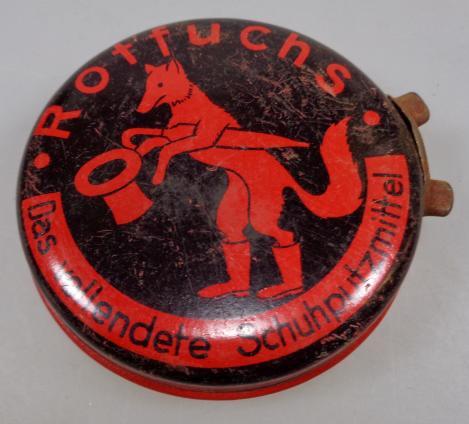 • Rotfuchs •
Das vollendete Schuhputzmittel